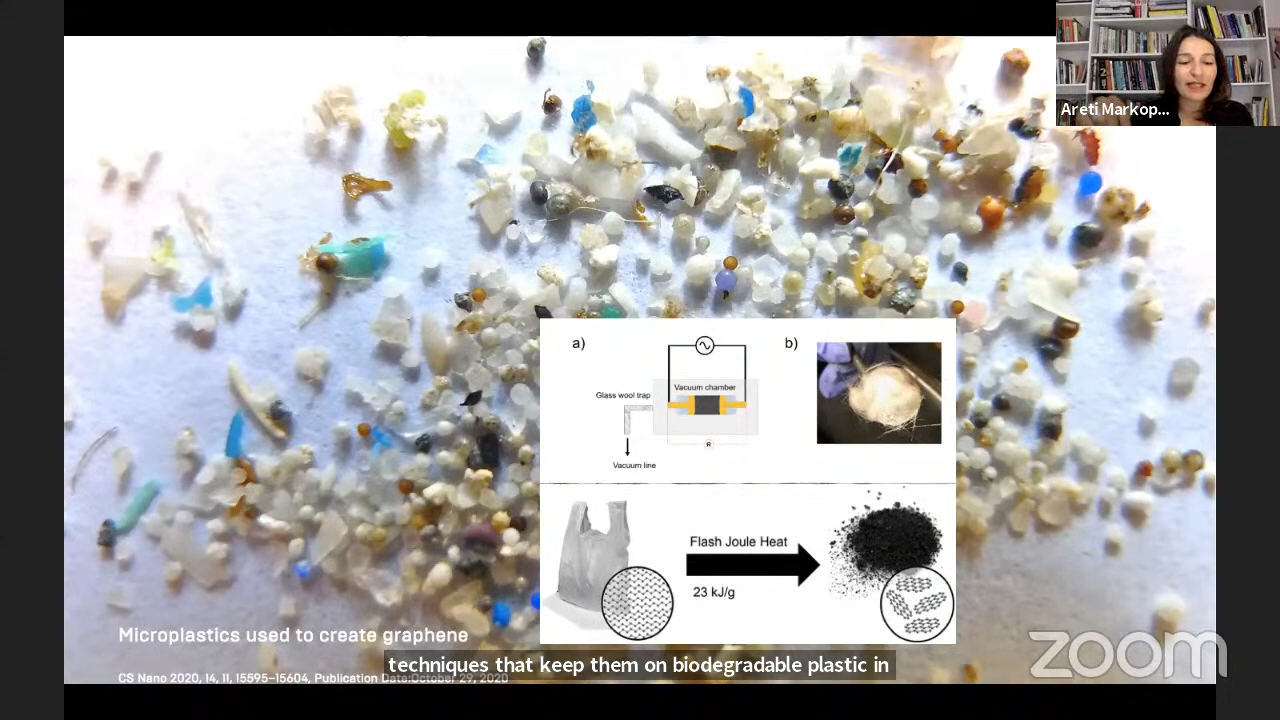 Areti Markop...
a)
b)
Vacuum chamber
Glass wool trap
R
Vacuum line
Flash Joule Heat
23 kJ/g
Microplastics used to create graphene
techniques that keep them on biodegradable plastic in
CS Nano 2020, 14, 11, 15595–15604, Publication Date:October 29, 2020
zoom